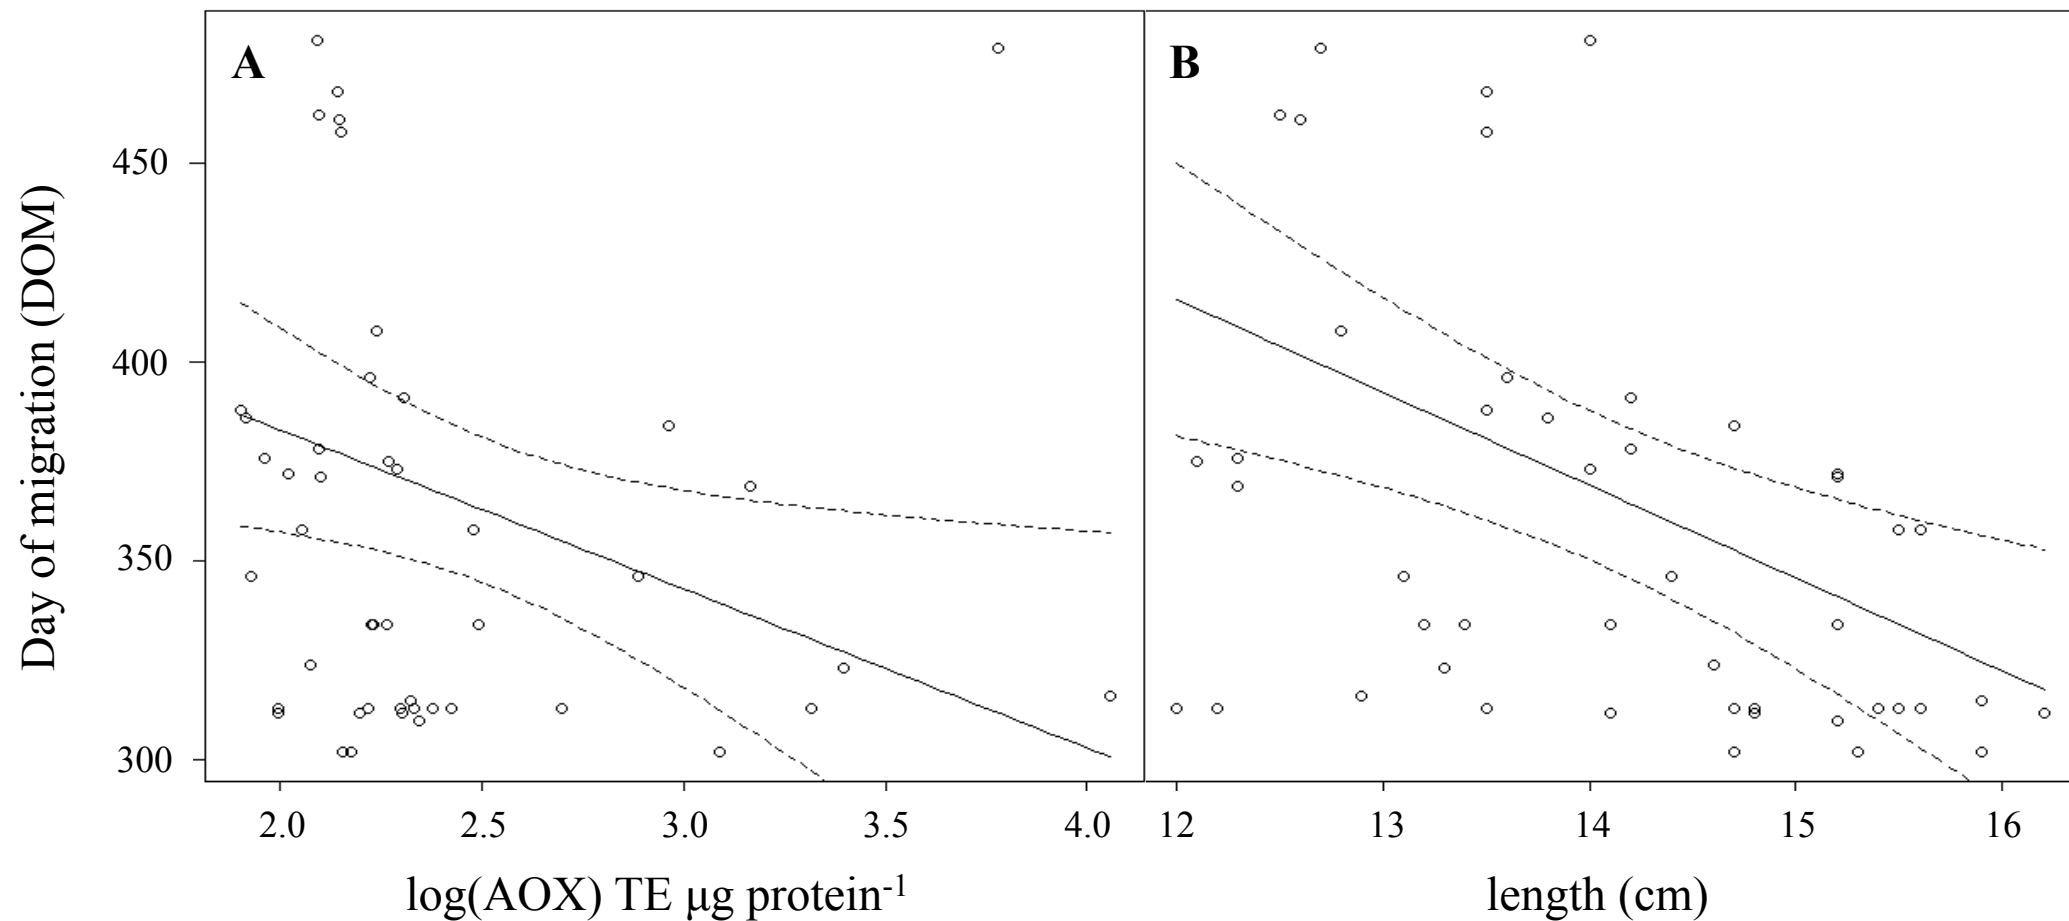 A
B
Day of migration (DOM)
450
400
350
300
2.0 2.5 3.0 3.5 4.0
12 13 14 15 16
log(AOX) TE μg protein⁻¹
length (cm)